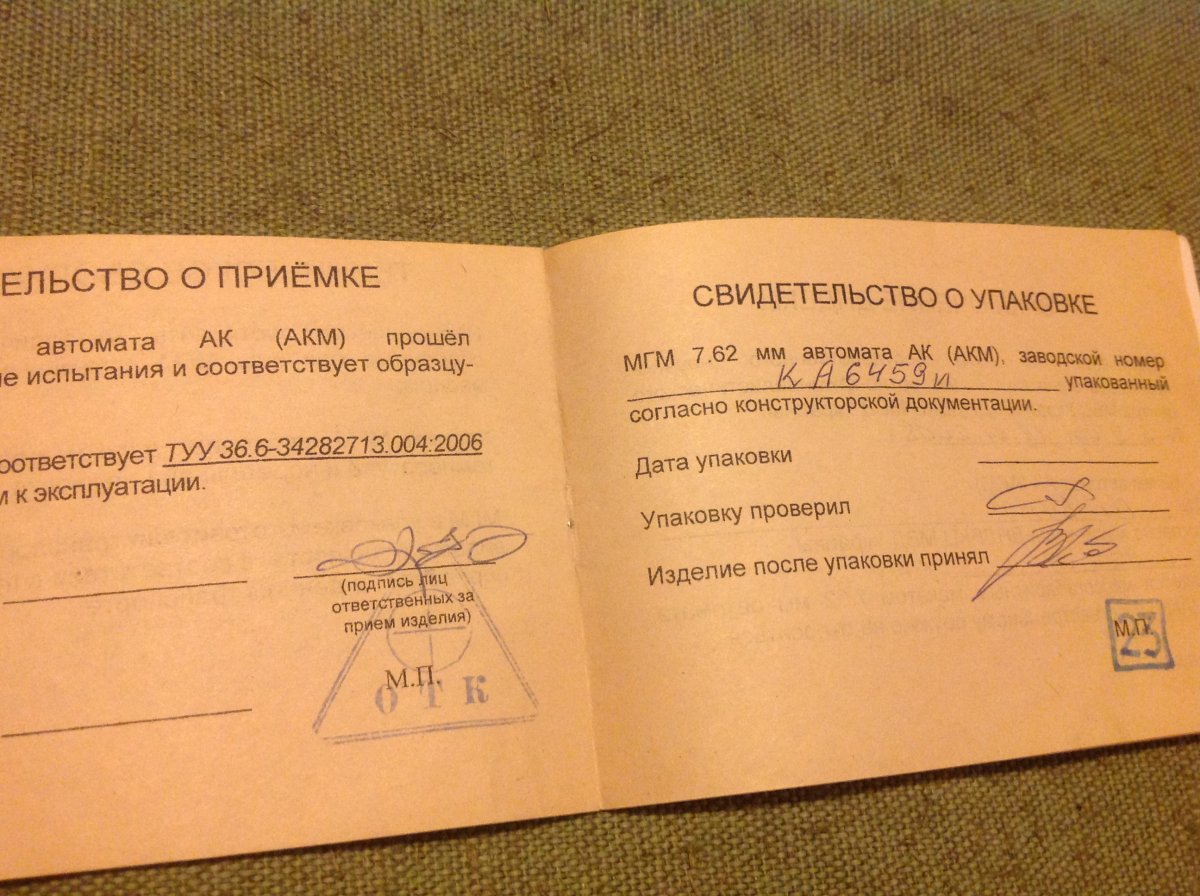 ЕЛЬСТВО О ПРИЁМКЕ
автомата АК (АКМ) прошёл
испытания и соответствует образцу-
оответствует ТУУ 36.6-34282713.004:2006
к эксплуатации.
(подпись лиц
ответственных за
прием изделия)
М.П.
ОТК
СВИДЕТЕЛЬСТВО О УПАКОВКЕ
МГМ 7.62 мм автомата АК (АКМ), заводской номер
КА6459и упакованный
согласно конструкторской документации.
Дата упаковки
Упаковку проверил
Изделие после упаковки принял
М.П.
23